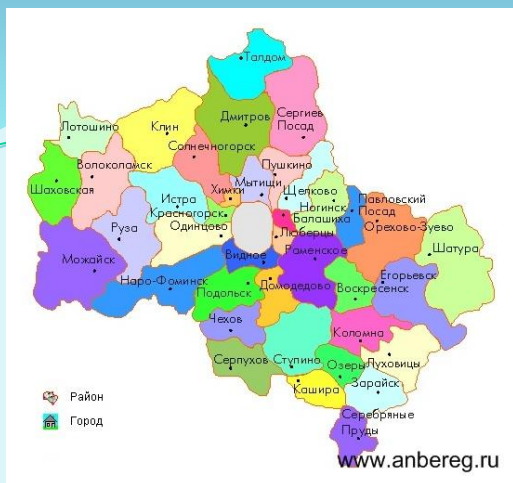 Талдом
Дмитров
Сергиев
Посад
Лотошино
Клин
Солнечногорск
Волоколамск
Пушкино
Мытищи
Шаховская
Истра
Химки
Щелково
Ногинск
Павловский
Посад
Красногорск
Балашиха
Орехово-Зуево
Руза
Одинцово
Люберцы
Шатура
Видное
Раменское
Можайск
Наро-Фоминск
Домодедово
Егорьевск
Подольск
Воскресенск
Чехов
Коломна
Серпухов
Ступино
Озеры
Луховицы
Кашира
Зарайск
Район
Город
Серебряные
Пруды
www.anbereg.ru